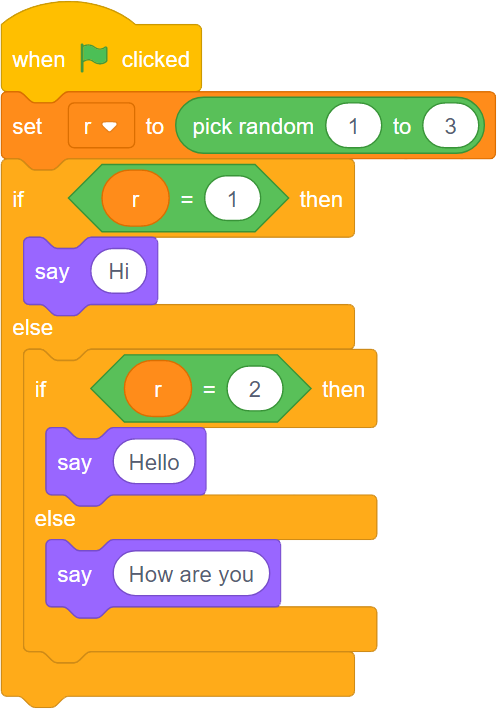 when clicked
set r to pick random 1 to 3
if r = 1 then
say Hi
else
if r = 2 then
say Hello
else
say How are you